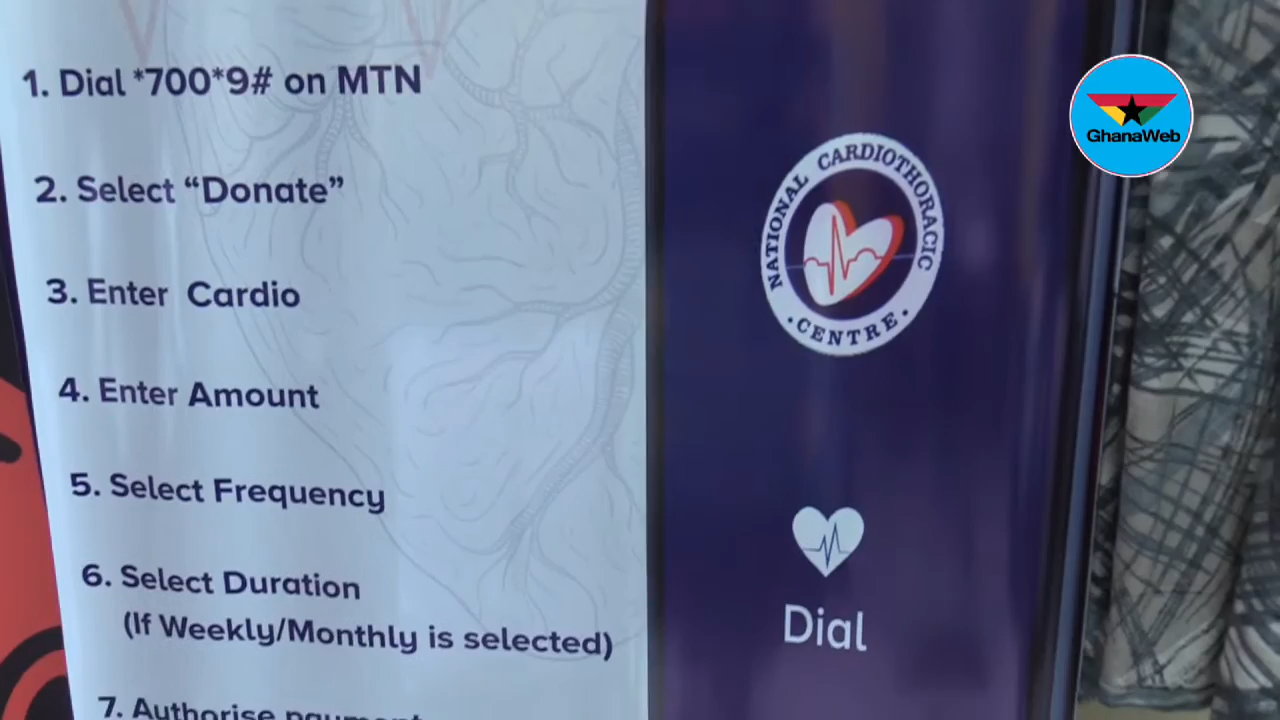 1. Dial *700*9# on MTN
2. Select “Donate”
3. Enter Cardio
4. Enter Amount
5. Select Frequency
6. Select Duration
(If Weekly/Monthly is selected)
7. Authorise payment
NATIONAL CARDIOTHORACIC
· CENTRE ·
Dial
GhanaWeb